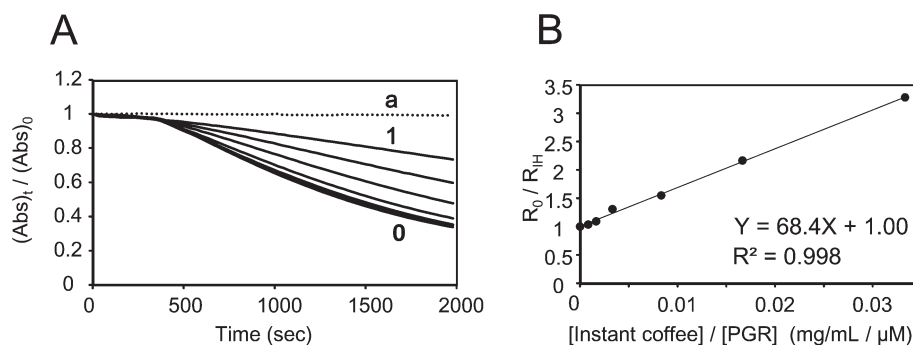 A
1.2
1
0.8
0.6
0.4
0.2
0
0 500 1000 1500 2000
(Abs)t / (Abs)0
Time (sec)
a
1
0
B
3.5
3
2.5
2
1.5
1
0.5
0 0.01 0.02 0.03
R0 / RIH
Y = 68.4X + 1.00
R² = 0.998
[Instant coffee] / [PGR] (mg/mL / µM)